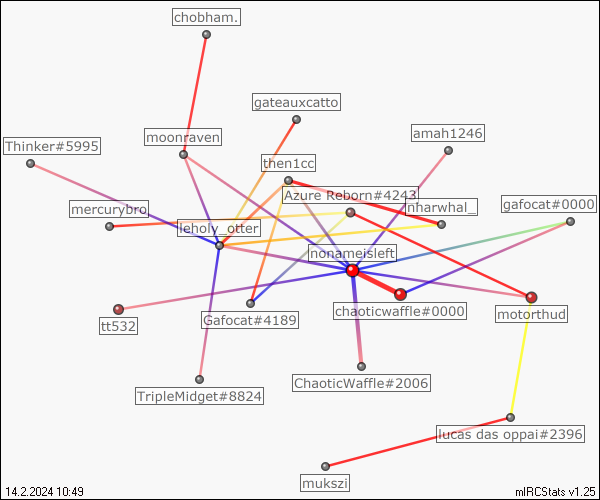 chobham.
gateauxcatto
amah1246
moonraven
Thinker#5995
then1cc
Azure Reborn#4243
gafocat#0000
mercurybro
nharwhal_
leholy_otter
nonameisleft
chaoticwaffle#0000
motorthud
Gafocat#4189
tt532
ChaoticWaffle#2006
TripleMidget#8824
lucas das oppai#2396
mukszi
14.2.2024 10:49
mIRCStats v1.25